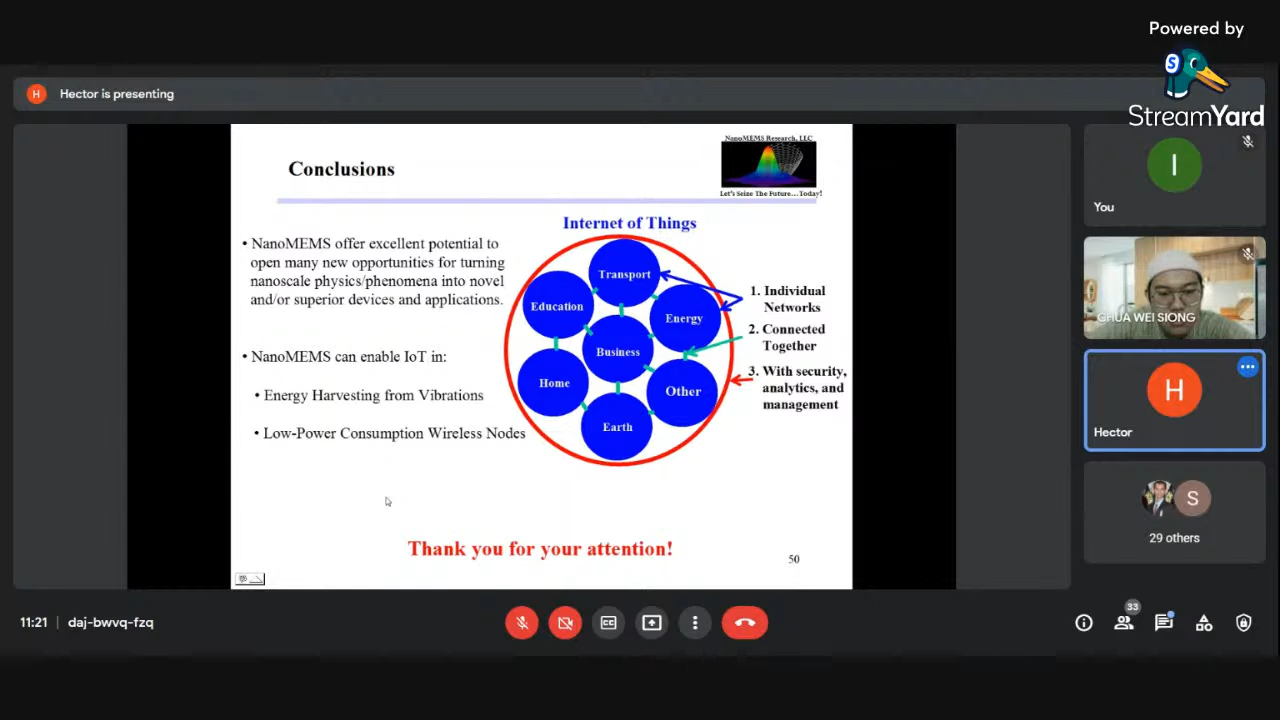 Powered by
StreamYard
H
Hector is presenting
NanoMEMS Research, LLC
Let's Seize The Future...Today!
Conclusions
• NanoMEMS offer excellent potential to
open many new opportunities for turning
nanoscale physics/phenomena into novel
and/or superior devices and applications.
• NanoMEMS can enable IoT in:
• Energy Harvesting from Vibrations
• Low-Power Consumption Wireless Nodes
Internet of Things
Transport
Education
Energy
Business
Home
Other
Earth
1. Individual
Networks
2. Connected
Together
3. With security,
analytics, and
management
Thank you for your attention!
50
I
You
CHUA WEI SIONG
H
Hector
S
29 others
11:21 | daj-bwvq-fzq
33